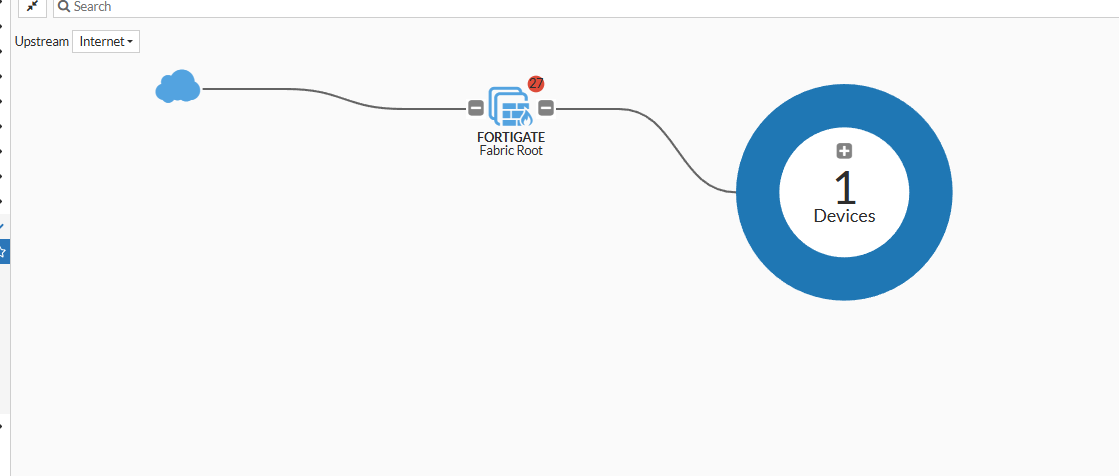 Search
Upstream Internet
27
FORTIGATE
Fabric Root
1
Devices